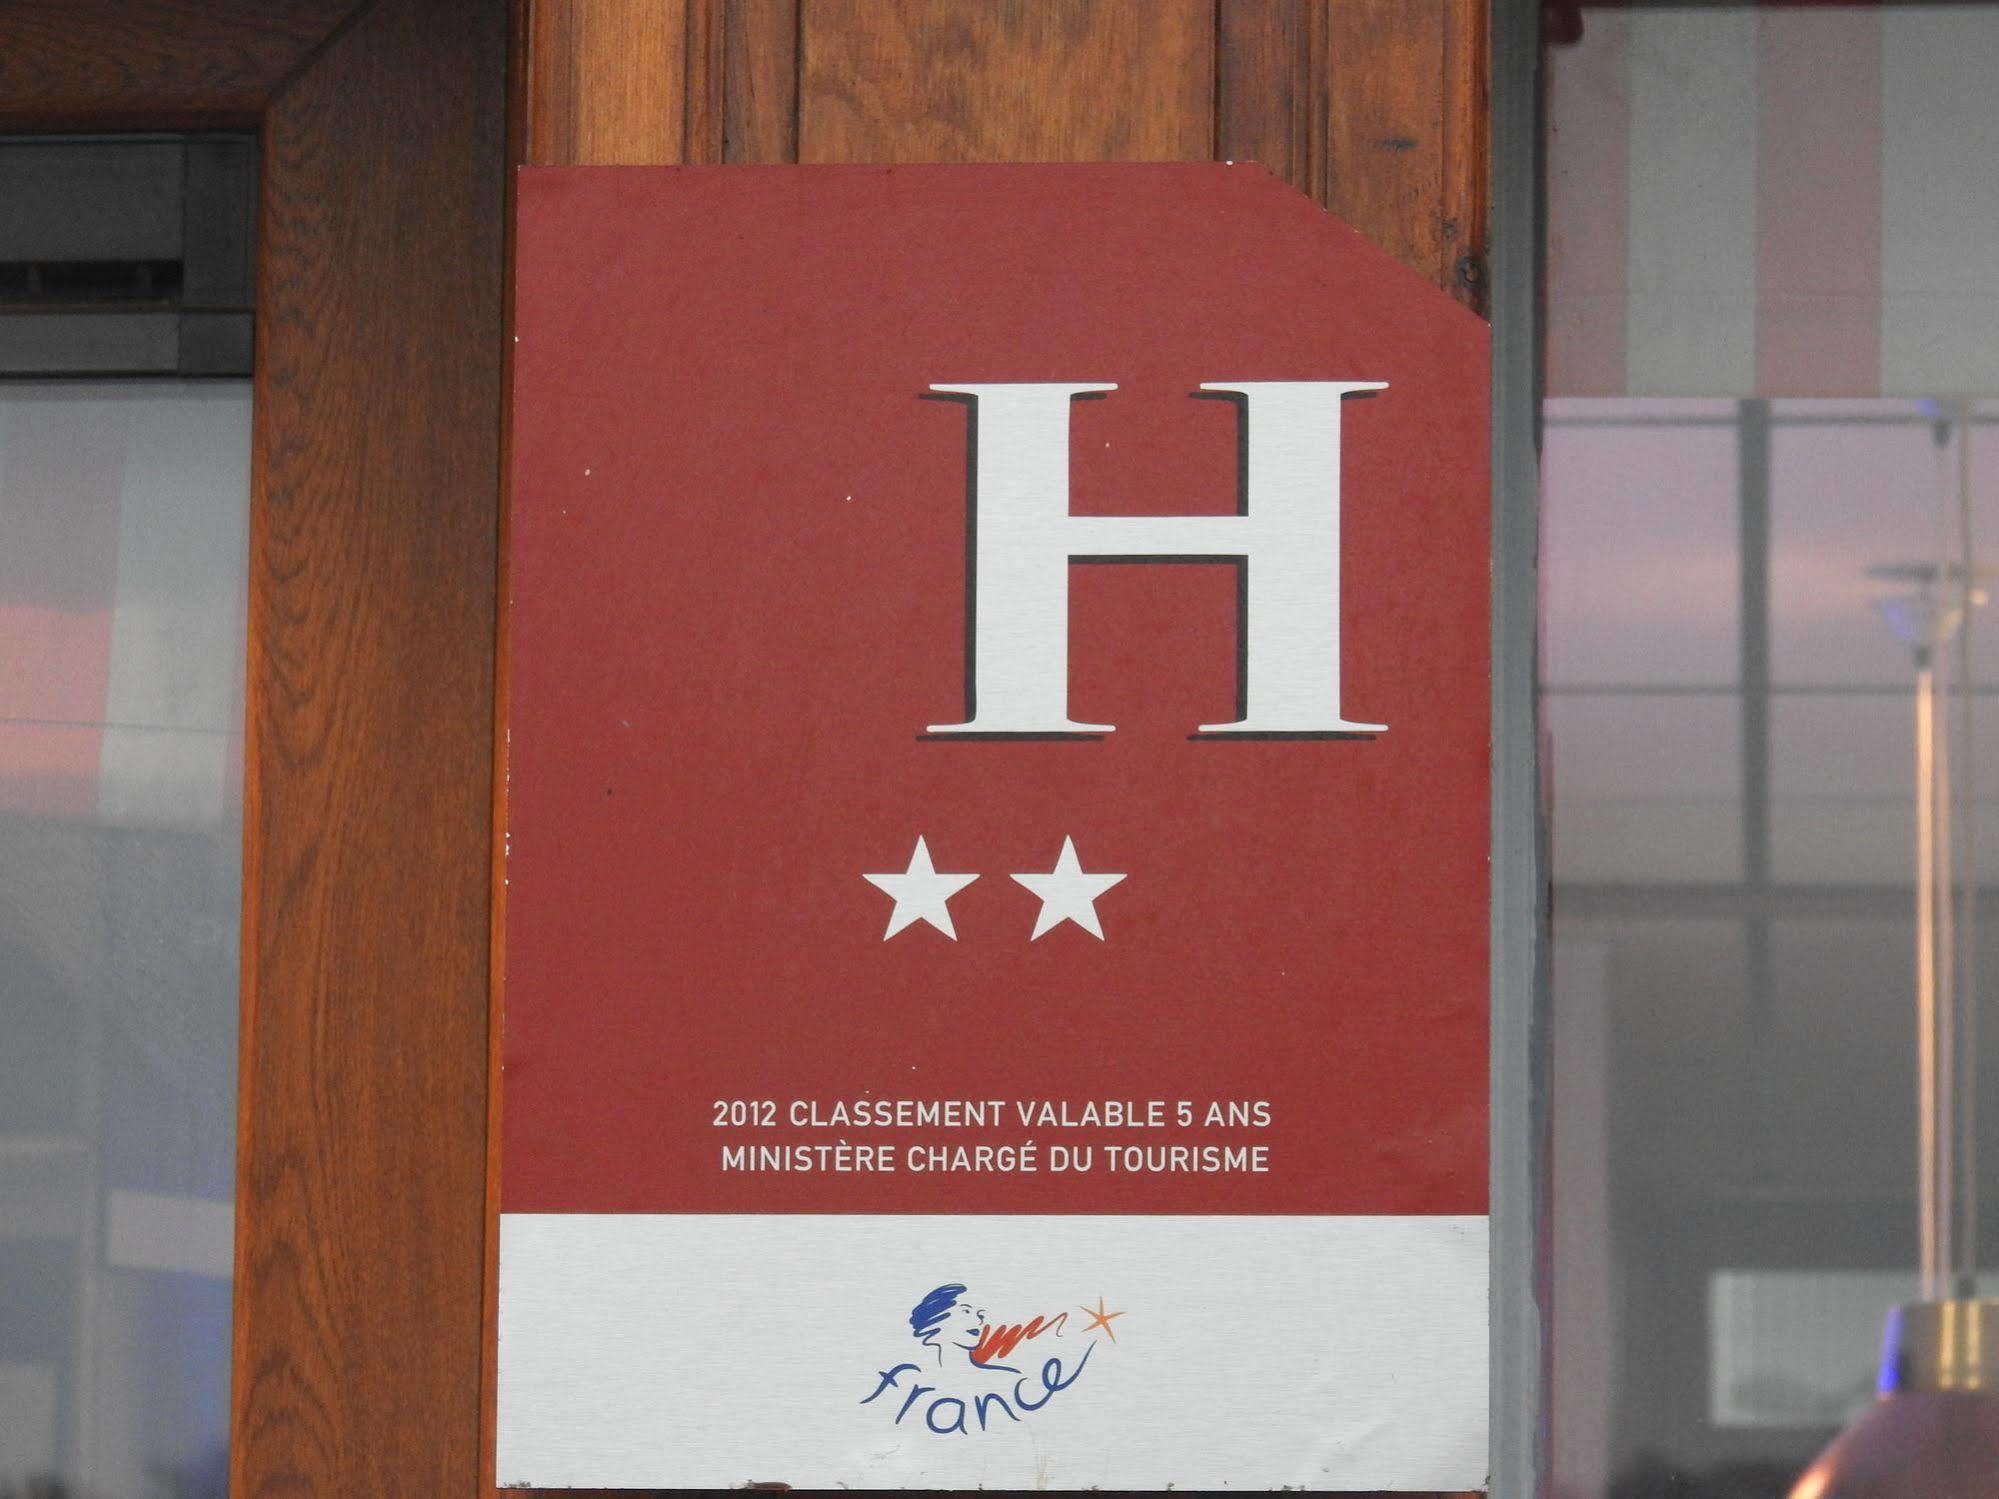 H
2012 CLASSEMENT VALABLE 5 ANS
MINISTÈRE CHARGÉ DU TOURISME
france